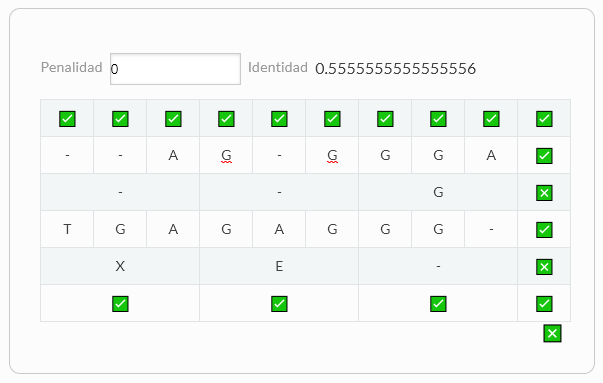 Penalidad 0 Identidad 0.5555555555555556
- - A G - G G G A
- - G
T G A G A G G G -
X E -